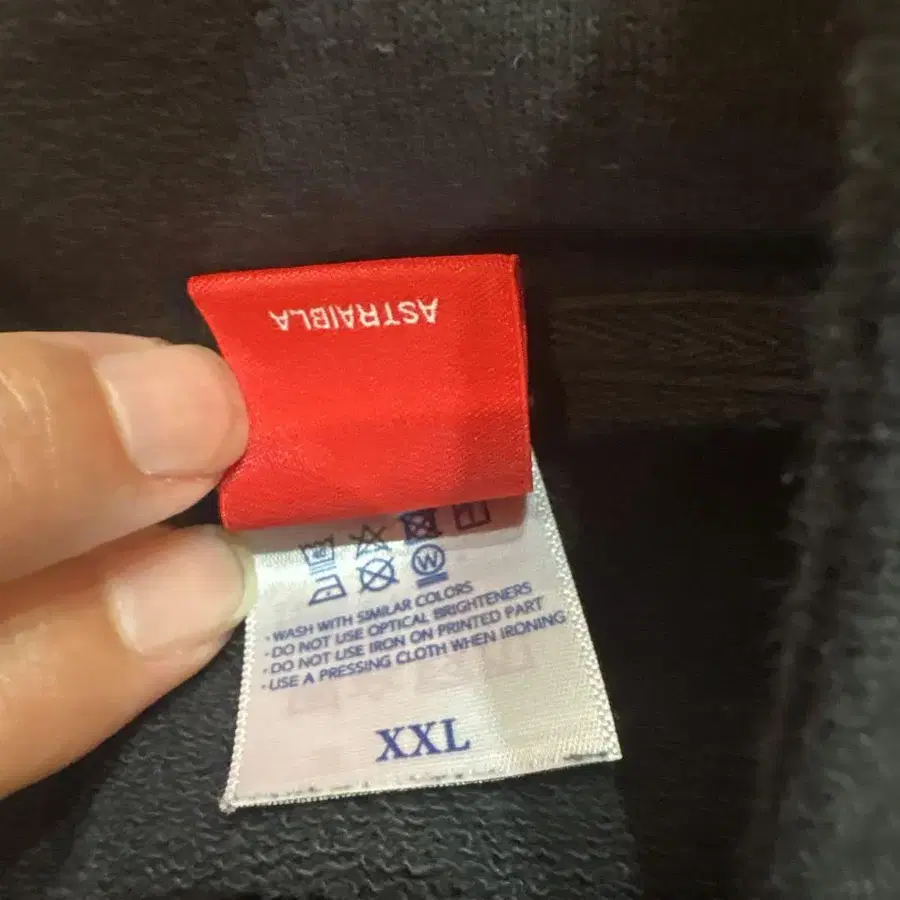 ASTRAIBLA
W
· WASH WITH SIMILAR COLORS
· DO NOT USE OPTICAL BRIGHTENERS
· DO NOT USE IRON ON PRINTED PART
· USE A PRESSING CLOTH WHEN IRONING
XXL